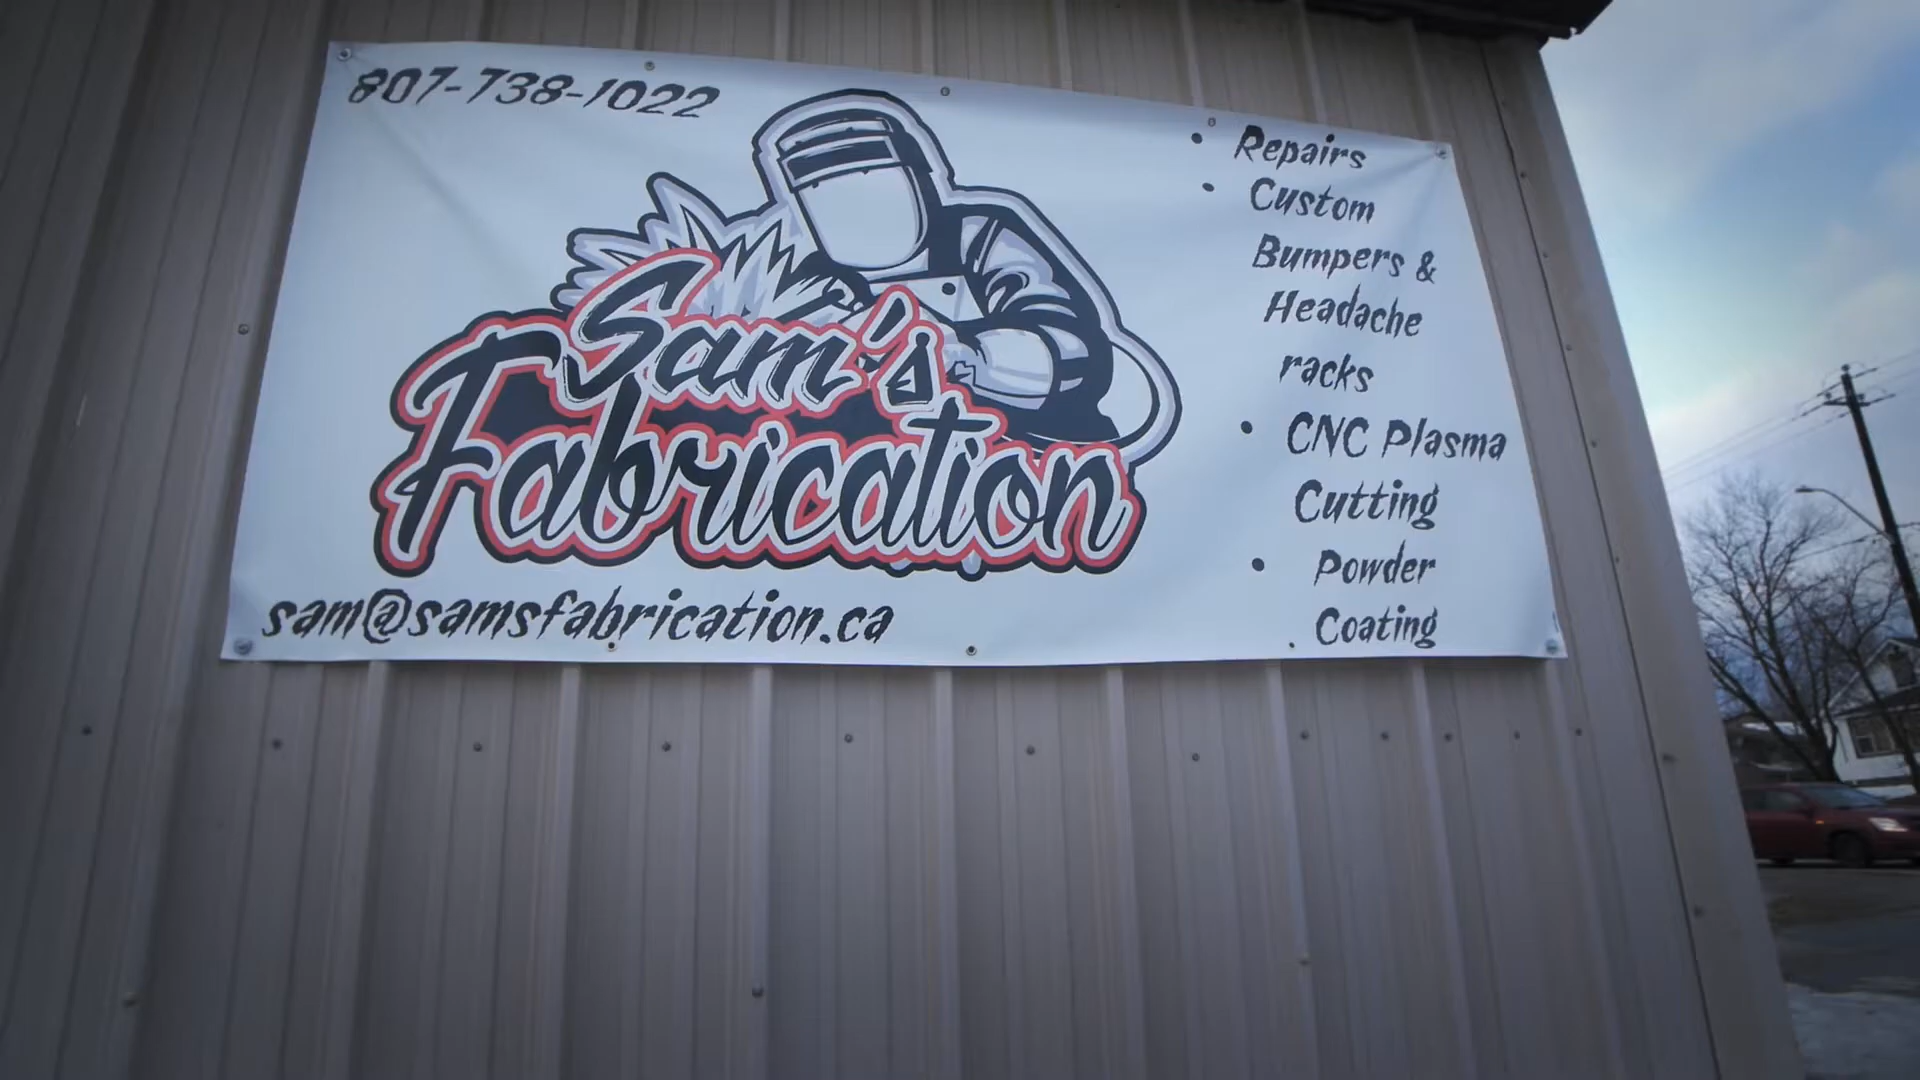 807-738-1022
Sam's
Fabrication
sam@samsfabrication.ca
• Repairs
• Custom
Bumpers &
Headache
racks
• CNC Plasma
Cutting
• Powder
Coating